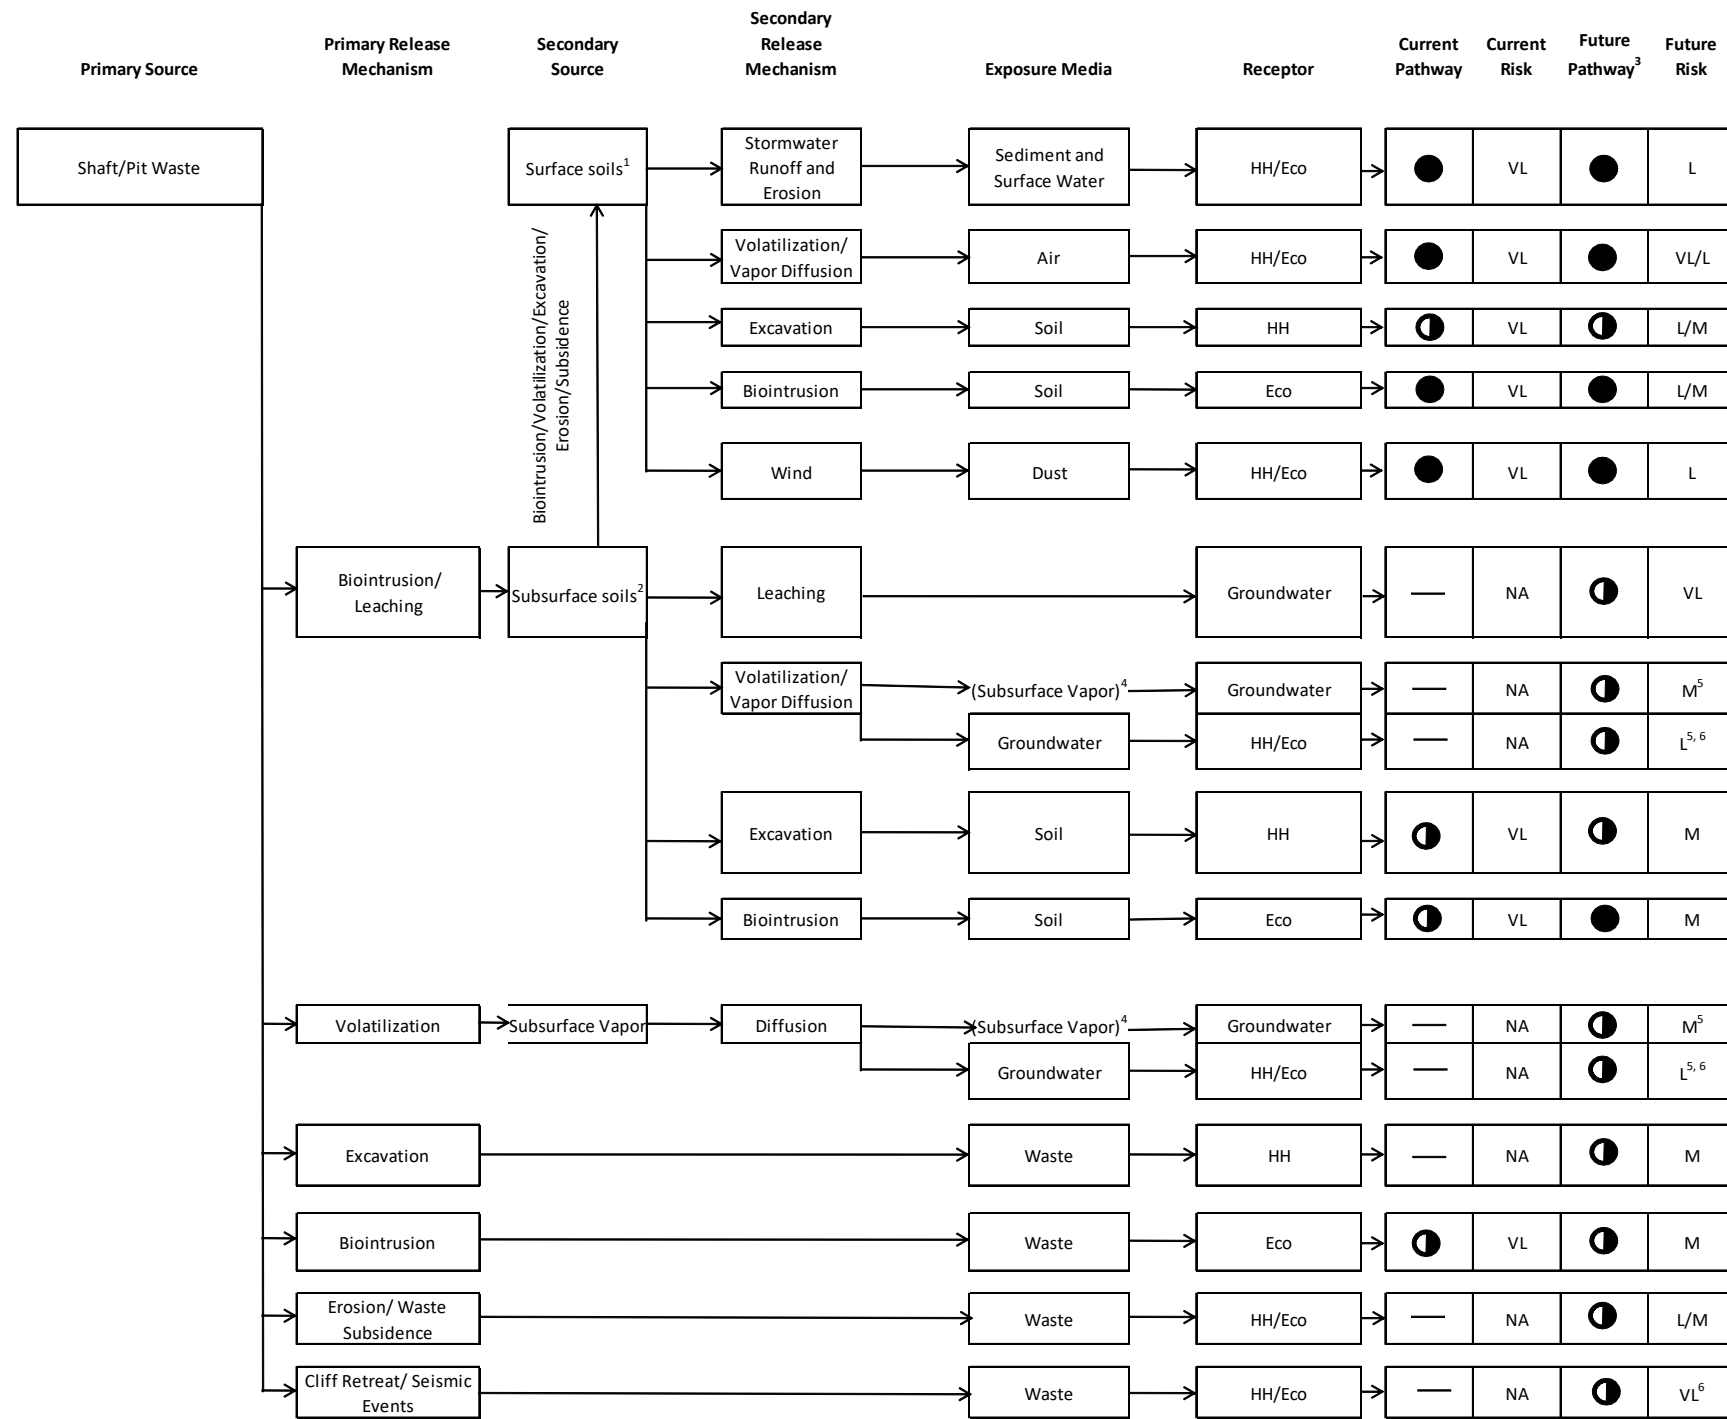 Primary Source
Primary Release
Mechanism
Secondary
Source
Secondary
Release
Mechanism
Exposure Media
Receptor
Current
Pathway
Current
Risk
Future
Pathway³
Future
Risk
Shaft/Pit Waste
Surface soils¹
Stormwater
Runoff and
Erosion
Sediment and
Surface Water
HH/Eco
VL
L
Volatilization/
Vapor Diffusion
Air
HH/Eco
VL
VL/L
Biointrusion/Volatilization/Excavation/
Erosion/Subsidence
Excavation
Soil
HH
VL
L/M
Biointrusion
Soil
Eco
VL
L/M
Wind
Dust
HH/Eco
VL
L
Biointrusion/
Leaching
Subsurface soils²
Leaching
Groundwater
NA
VL
Volatilization/
Vapor Diffusion
(Subsurface Vapor)⁴
Groundwater
NA
M⁵
Groundwater
HH/Eco
NA
L⁵, ⁶
Excavation
Soil
HH
VL
M
Biointrusion
Soil
Eco
VL
M
Volatilization
Subsurface Vapor
Diffusion
(Subsurface Vapor)⁴
Groundwater
NA
M⁵
Groundwater
HH/Eco
NA
L⁵, ⁶
Excavation
Waste
HH
NA
M
Biointrusion
Waste
Eco
VL
M
Erosion/ Waste
Subsidence
Waste
HH/Eco
NA
L/M
Cliff Retreat/ Seismic
Events
Waste
HH/Eco
NA
VL⁶